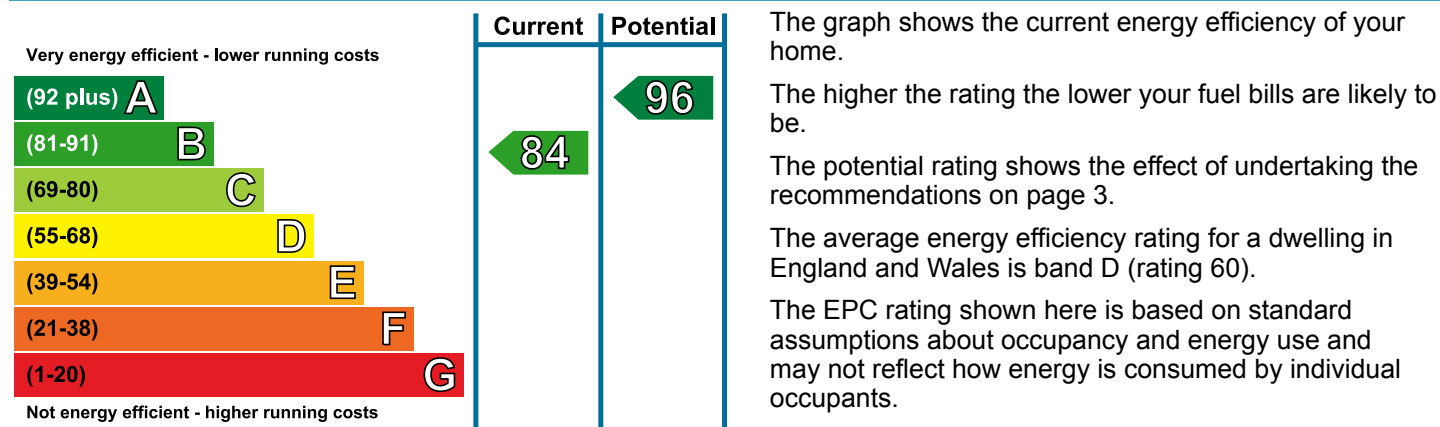 Current Potential
Very energy efficient - lower running costs
(92 plus) A
96
(81-91) B
84
(69-80) C
(55-68) D
(39-54) E
(21-38) F
(1-20) G
Not energy efficient - higher running costs
The graph shows the current energy efficiency of your
home.
The higher the rating the lower your fuel bills are likely to
be.
The potential rating shows the effect of undertaking the
recommendations on page 3.
The average energy efficiency rating for a dwelling in
England and Wales is band D (rating 60).
The EPC rating shown here is based on standard
assumptions about occupancy and energy use and
may not reflect how energy is consumed by individual
occupants.